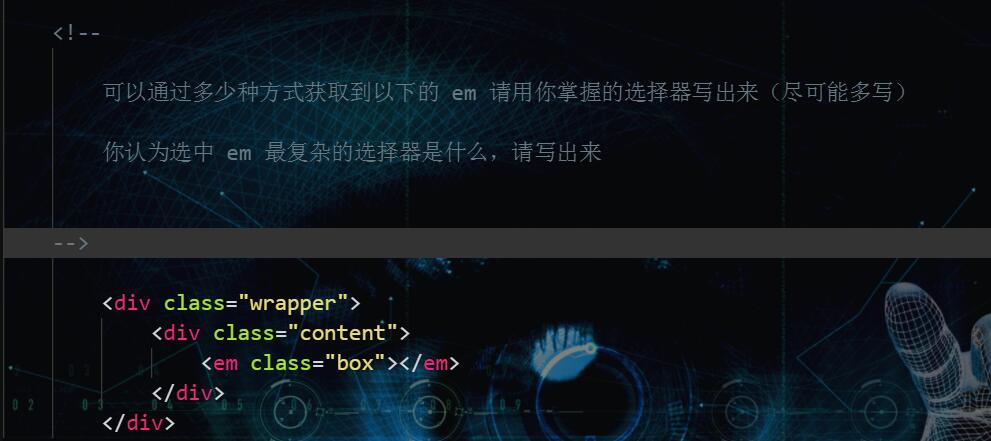 <!--
可以通过多少种方式获取到以下的 em 请用你掌握的选择器写出来（尽可能多写）
你认为选中 em 最复杂的选择器是什么，请写出来
-->
<div class="wrapper">
<div class="content">
<em class="box"></em>
</div>
</div>